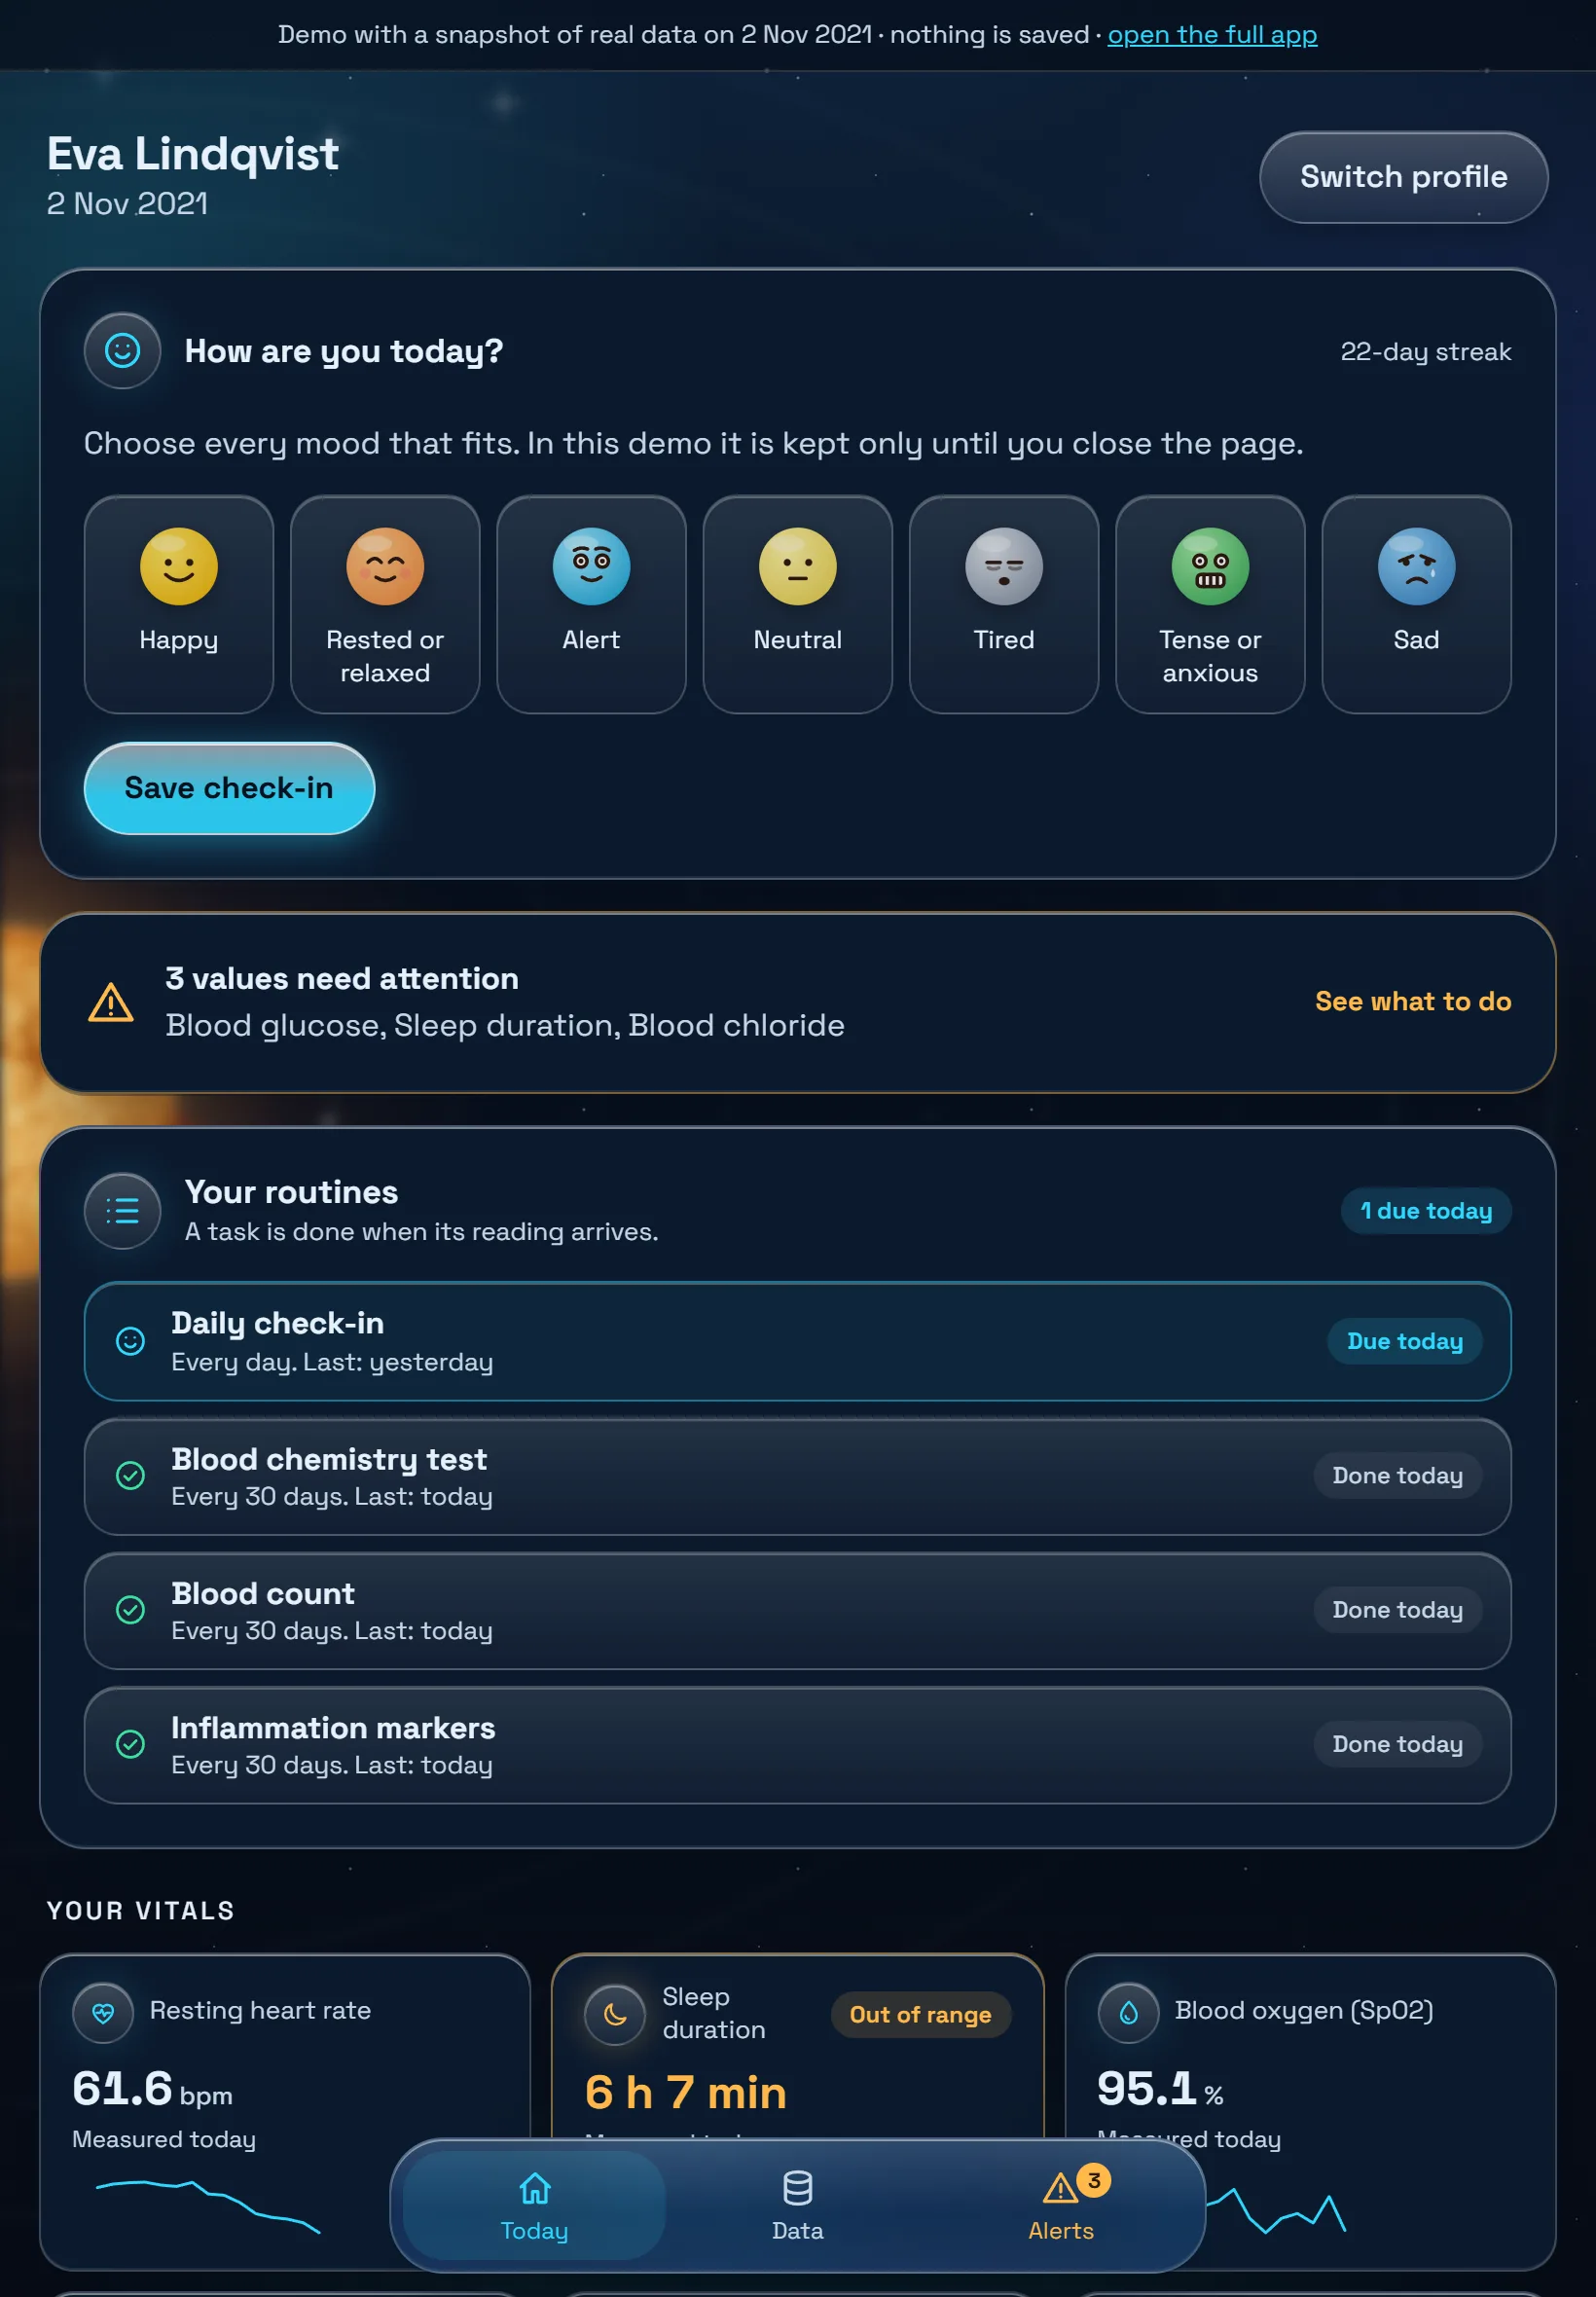 Demo with a snapshot of real data on 2 Nov 2021 · nothing is saved · open the full app
Eva Lindqvist
2 Nov 2021
Switch profile
How are you today?
22-day streak
Choose every mood that fits. In this demo it is kept only until you close the page.
Happy
Rested or
relaxed
Alert
Neutral
Tired
Tense or
anxious
Sad
Save check-in
3 values need attention
Blood glucose, Sleep duration, Blood chloride
See what to do
Your routines
A task is done when its reading arrives.
1 due today
Daily check-in
Every day. Last: yesterday
Due today
Blood chemistry test
Every 30 days. Last: today
Done today
Blood count
Every 30 days. Last: today
Done today
Inflammation markers
Every 30 days. Last: today
Done today
YOUR VITALS
Resting heart rate
61.6 bpm
Measured today
Sleep
duration
Out of range
6 h 7 min
Blood oxygen (SpO2)
95.1 %
Measured today
Today
Data
3
Alerts